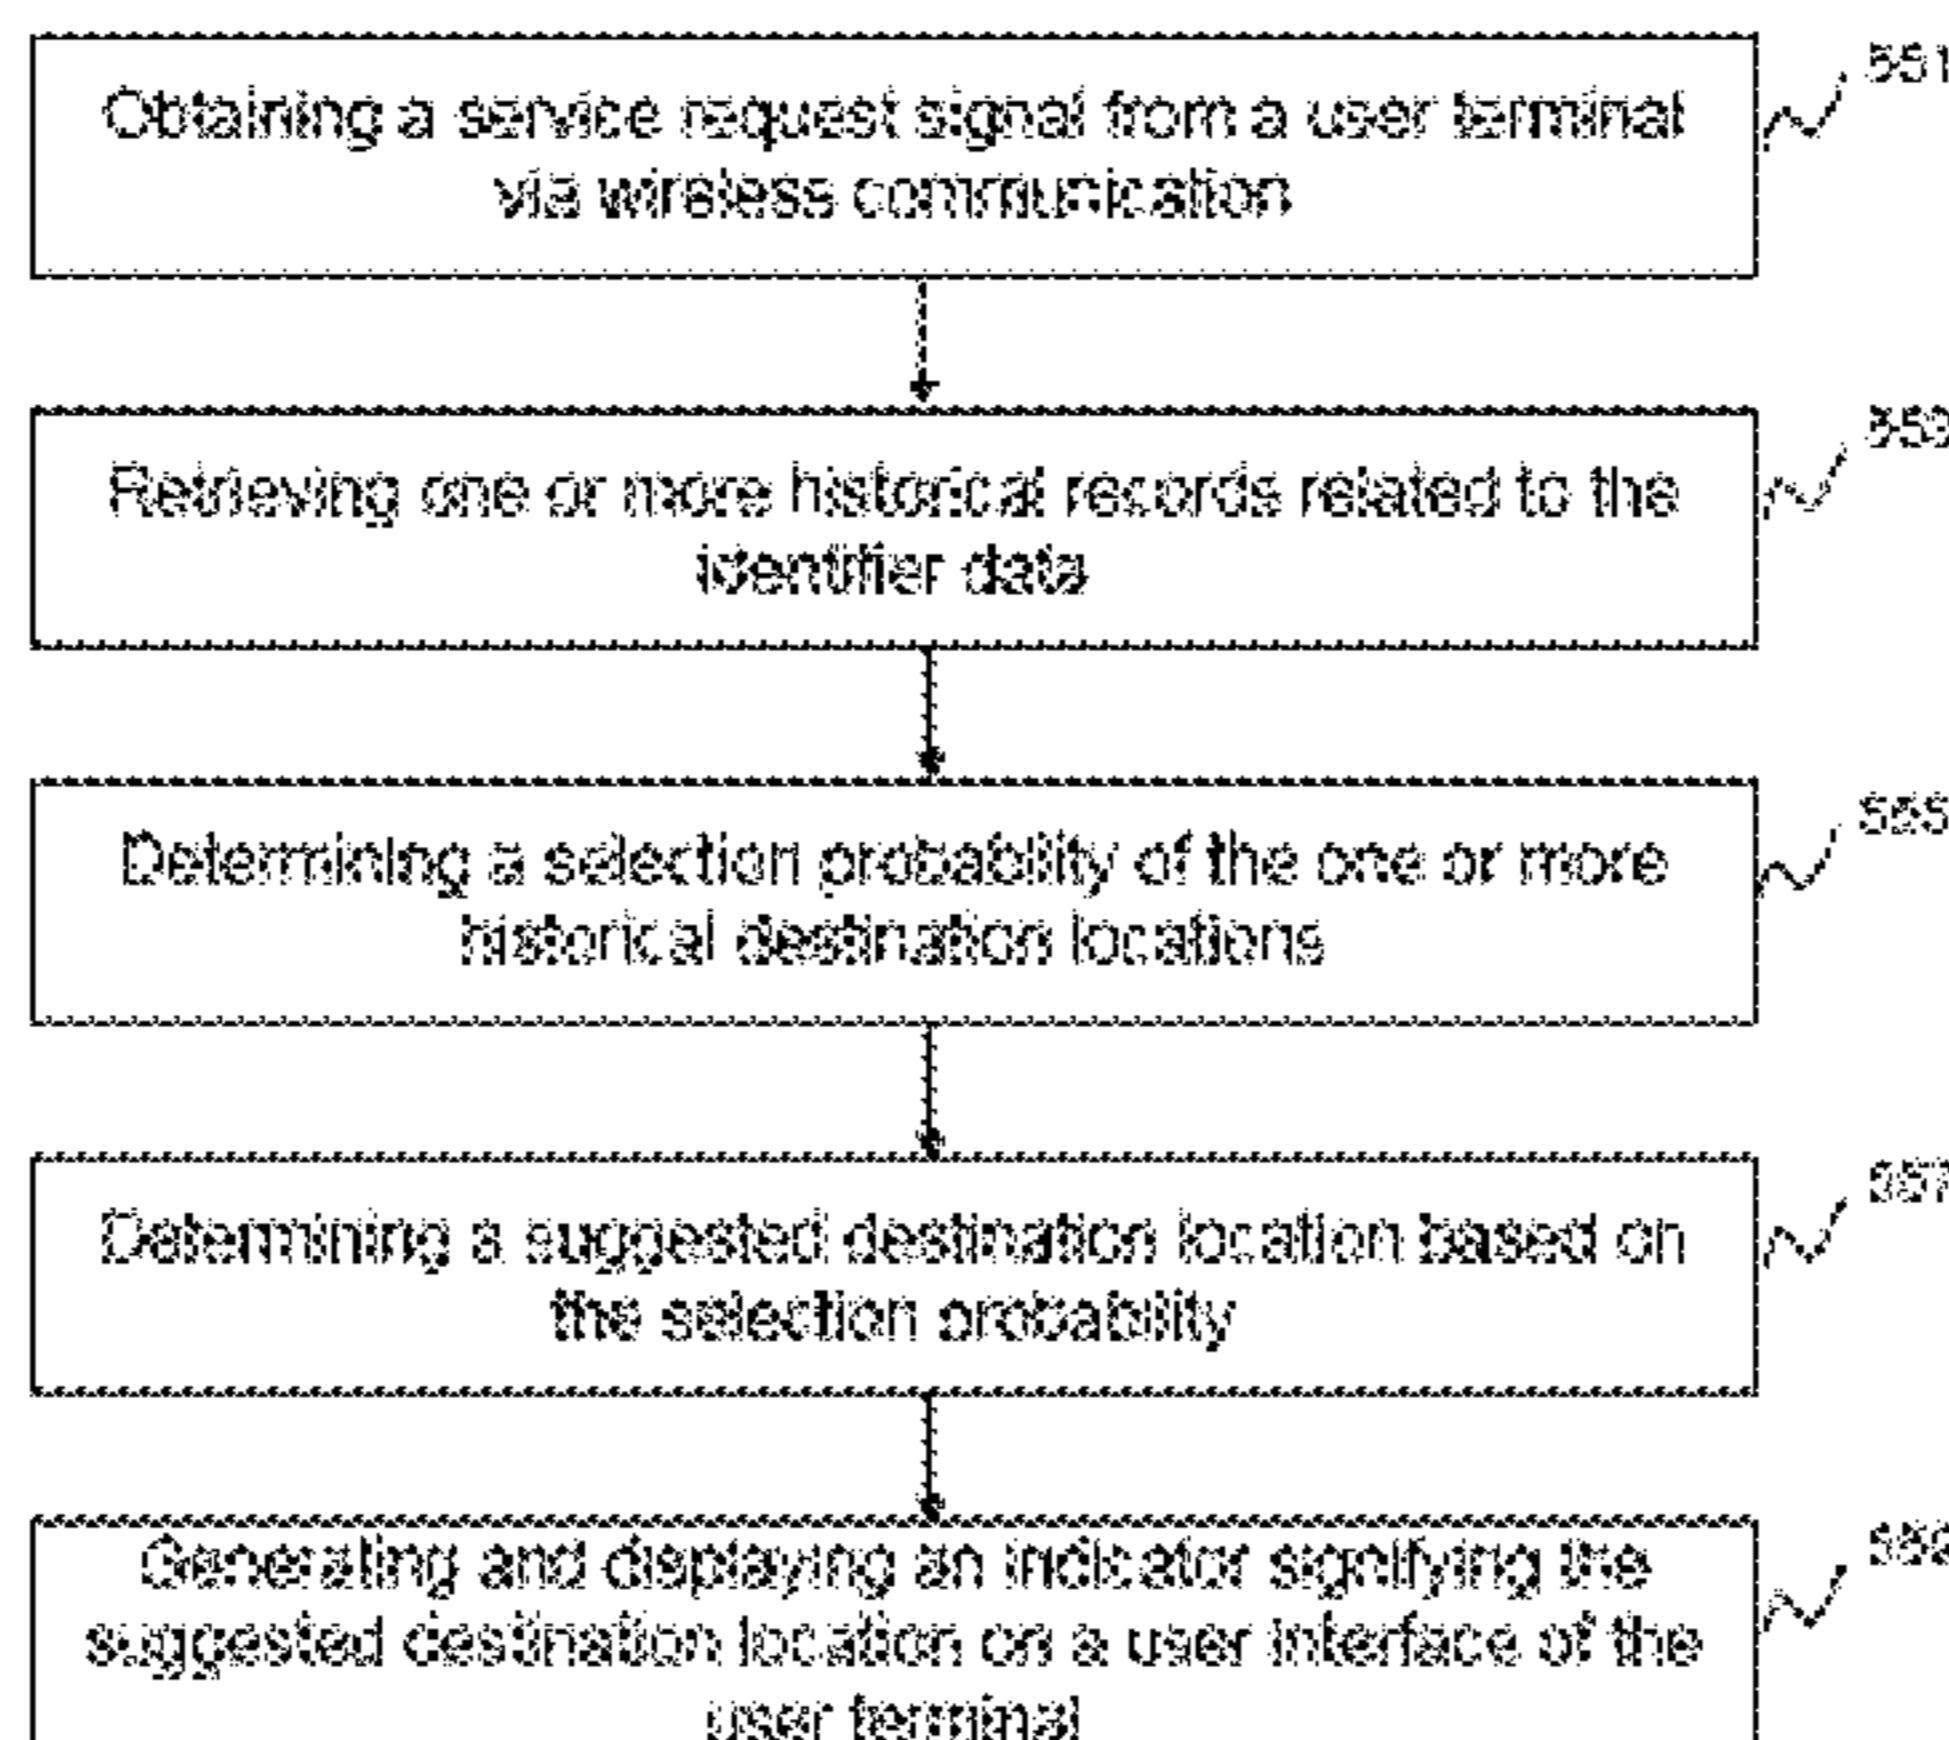 Obtaining a service request signal from a user terminal
via wireless communication
Retrieving one or more historical records related to the
identifier data
Determining a selection probability of the one or more
historical destination locations
Determining a suggested destination location based on
the selection probability
Generating and displaying an indicator signifying the
suggested destination location on a user interface of the
user terminal